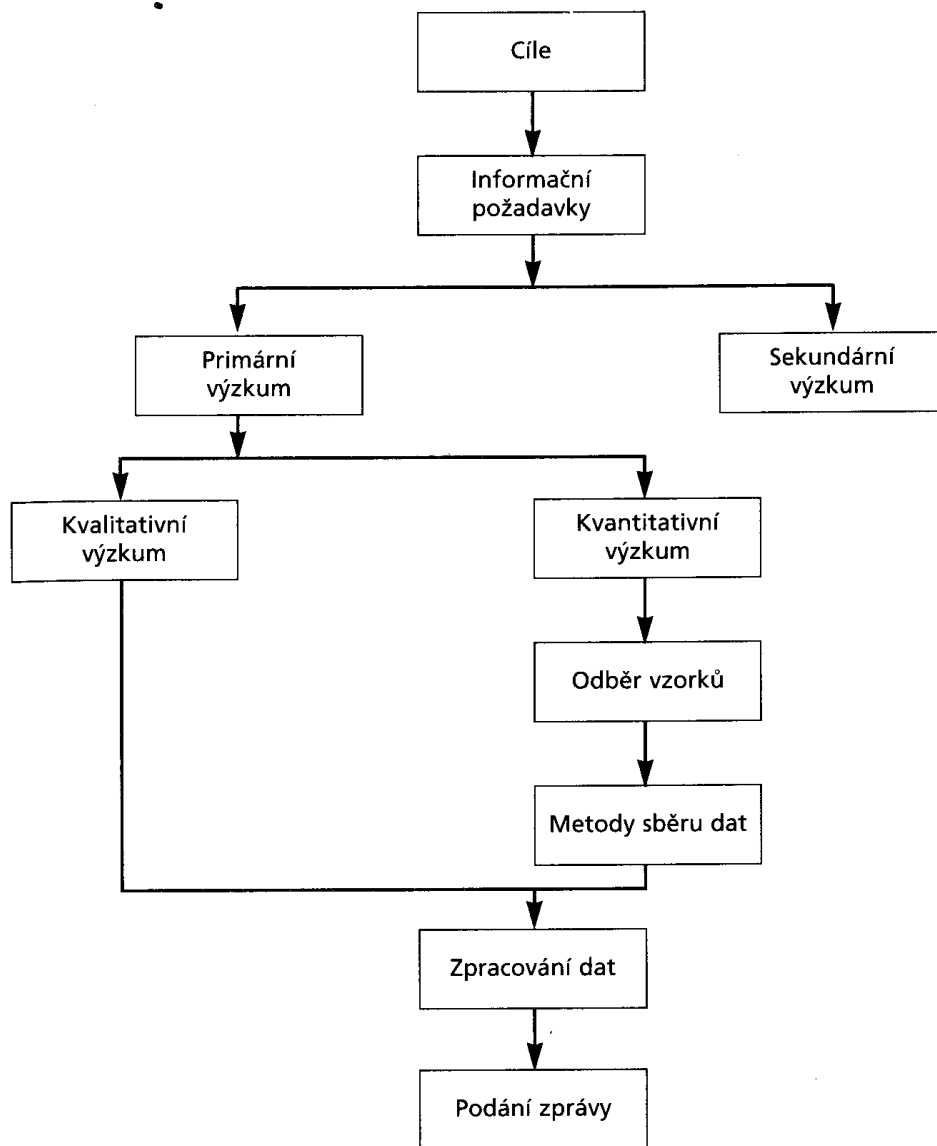 Cíle
Informační
požadavky
Primární
výzkum
Sekundární
výzkum
Kvalitativní
výzkum
Kvantitativní
výzkum
Odběr vzorků
Metody sběru dat
Zpracování dat
Podání zprávy